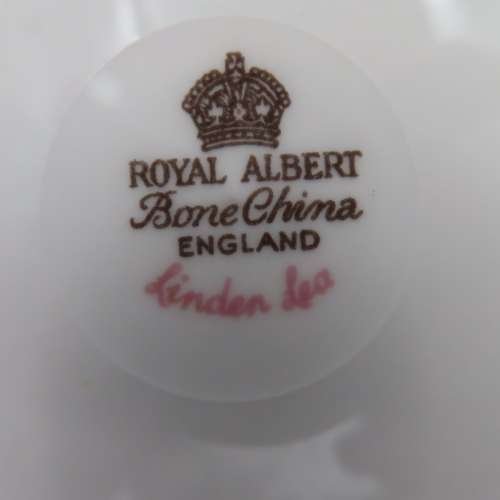 ROYAL ALBERT
Bone China
ENGLAND
Linden Lea